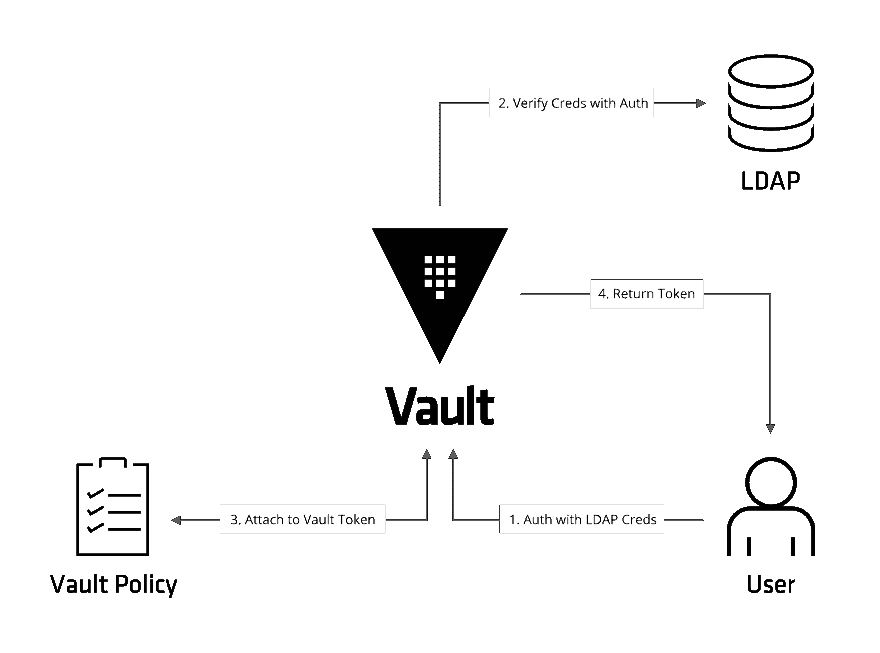 2. Verify Creds with Auth
LDAP
4. Return Token
Vault
3. Attach to Vault Token
1. Auth with LDAP Creds
Vault Policy
User